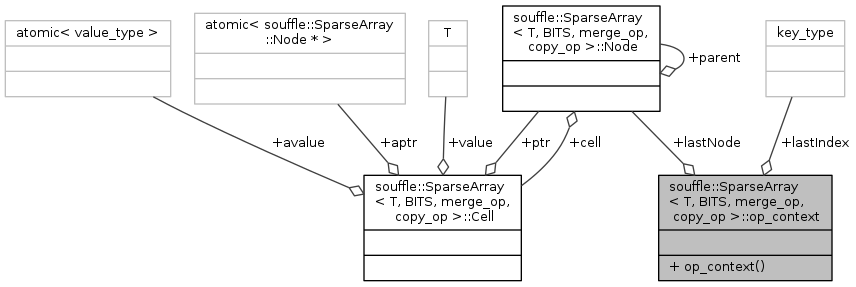 atomic< value_type >
atomic< souffle::SparseArray
::Node * >
T
souffle::SparseArray
< T, BITS, merge_op,
copy_op >::Node
key_type
+parent
+avalue
+aptr
+value
+ptr
+cell
+lastNode
+lastIndex
souffle::SparseArray
< T, BITS, merge_op,
copy_op >::Cell
souffle::SparseArray
< T, BITS, merge_op,
copy_op >::op_context
+ op_context()